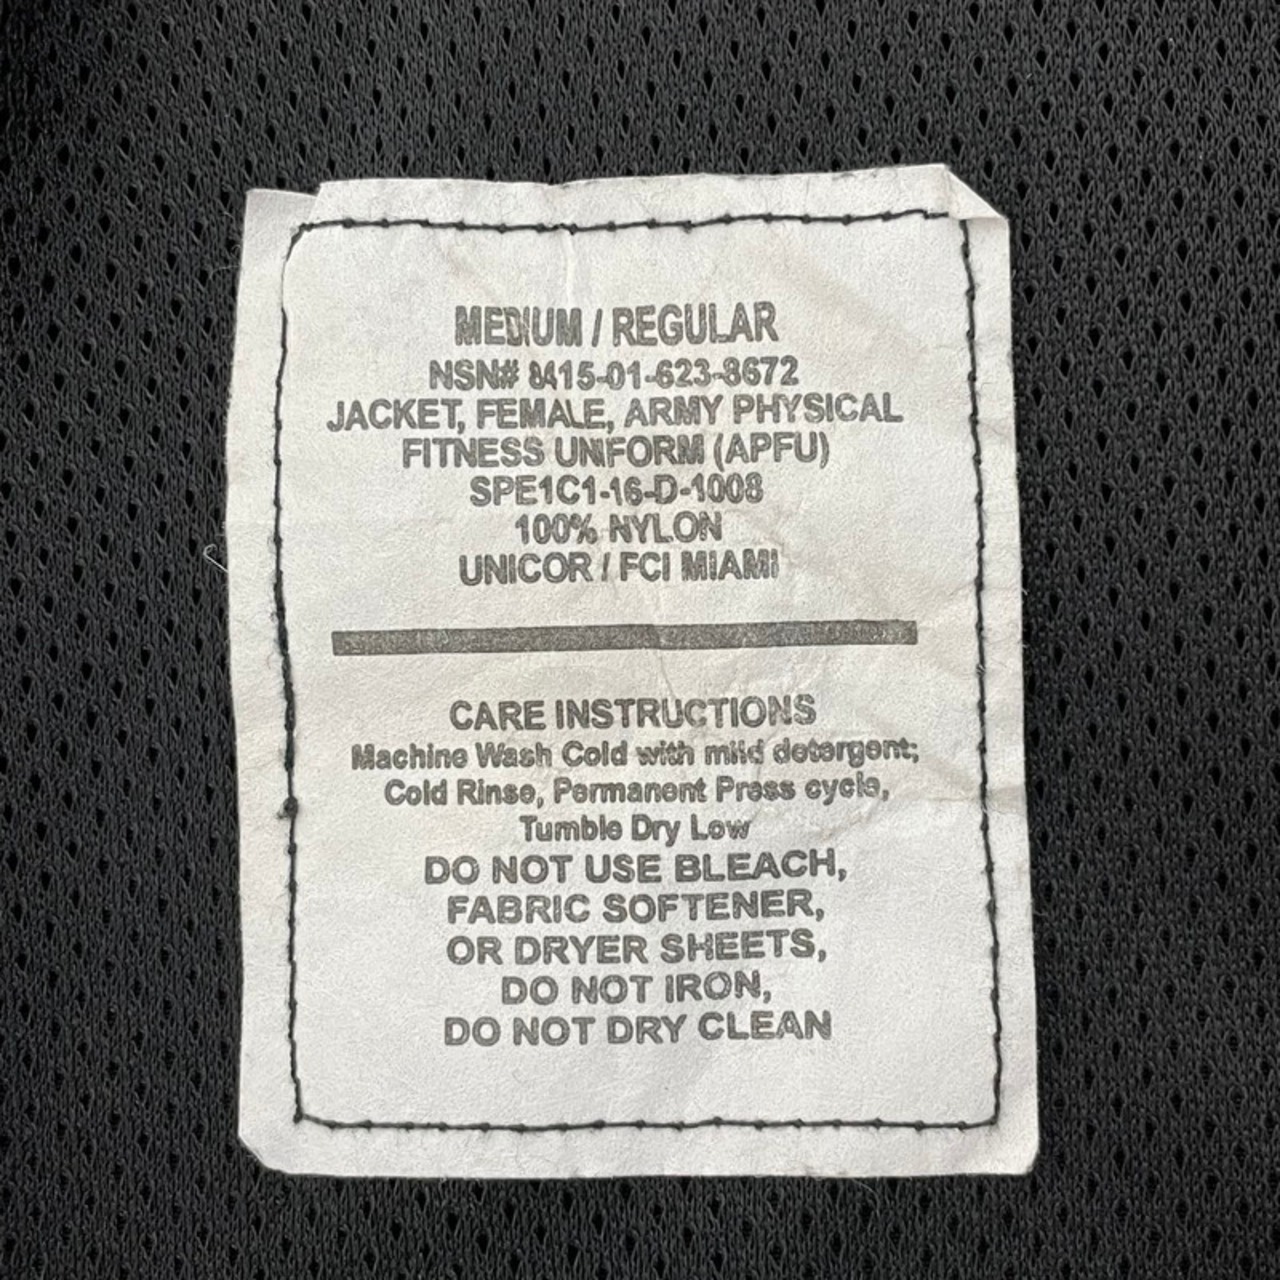 MEDIUM / REGULAR
NSN# 8415-01-623-8672
JACKET, FEMALE, ARMY PHYSICAL
FITNESS UNIFORM (APFU)
SPE1C1-16-D-1008
100% NYLON
UNICOR / FCI MIAMI
CARE INSTRUCTIONS
Machine Wash Cold with mild detergent;
Cold Rinse, Permanent Press cycle,
Tumble Dry Low
DO NOT USE BLEACH,
FABRIC SOFTENER,
OR DRYER SHEETS,
DO NOT IRON,
DO NOT DRY CLEAN